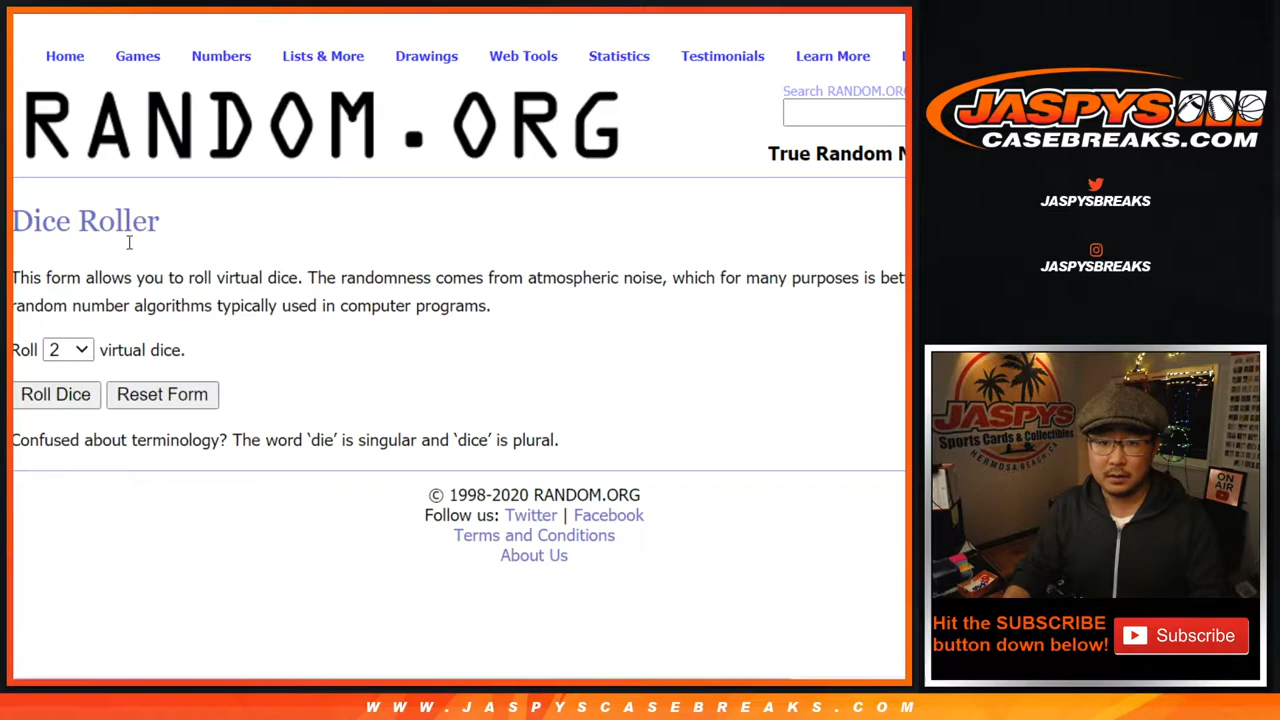 Home Games Numbers Lists & More Drawings Web Tools Statistics Testimonials Learn More
Search RANDOM.OR
RANDOM.ORG
True Random N
Dice Roller
This form allows you to roll virtual dice. The randomness comes from atmospheric noise, which for many purposes is bet
random number algorithms typically used in computer programs.
Roll 2 virtual dice.
Roll Dice Reset Form
Confused about terminology? The word ‘die’ is singular and ‘dice’ is plural.
© 1998-2020 RANDOM.ORG
Follow us: Twitter | Facebook
Terms and Conditions
About Us
JASPYS
CASEBREAKS.COM
JASPYSBREAKS
JASPYSBREAKS
JASPYS
Sports Cards & Collectibles
HERMOSA BEACH, CA
ON
AIR
Hit the SUBSCRIBE
button down below!
Subscribe
WWW.JASPYSCASEBREAKS.COM